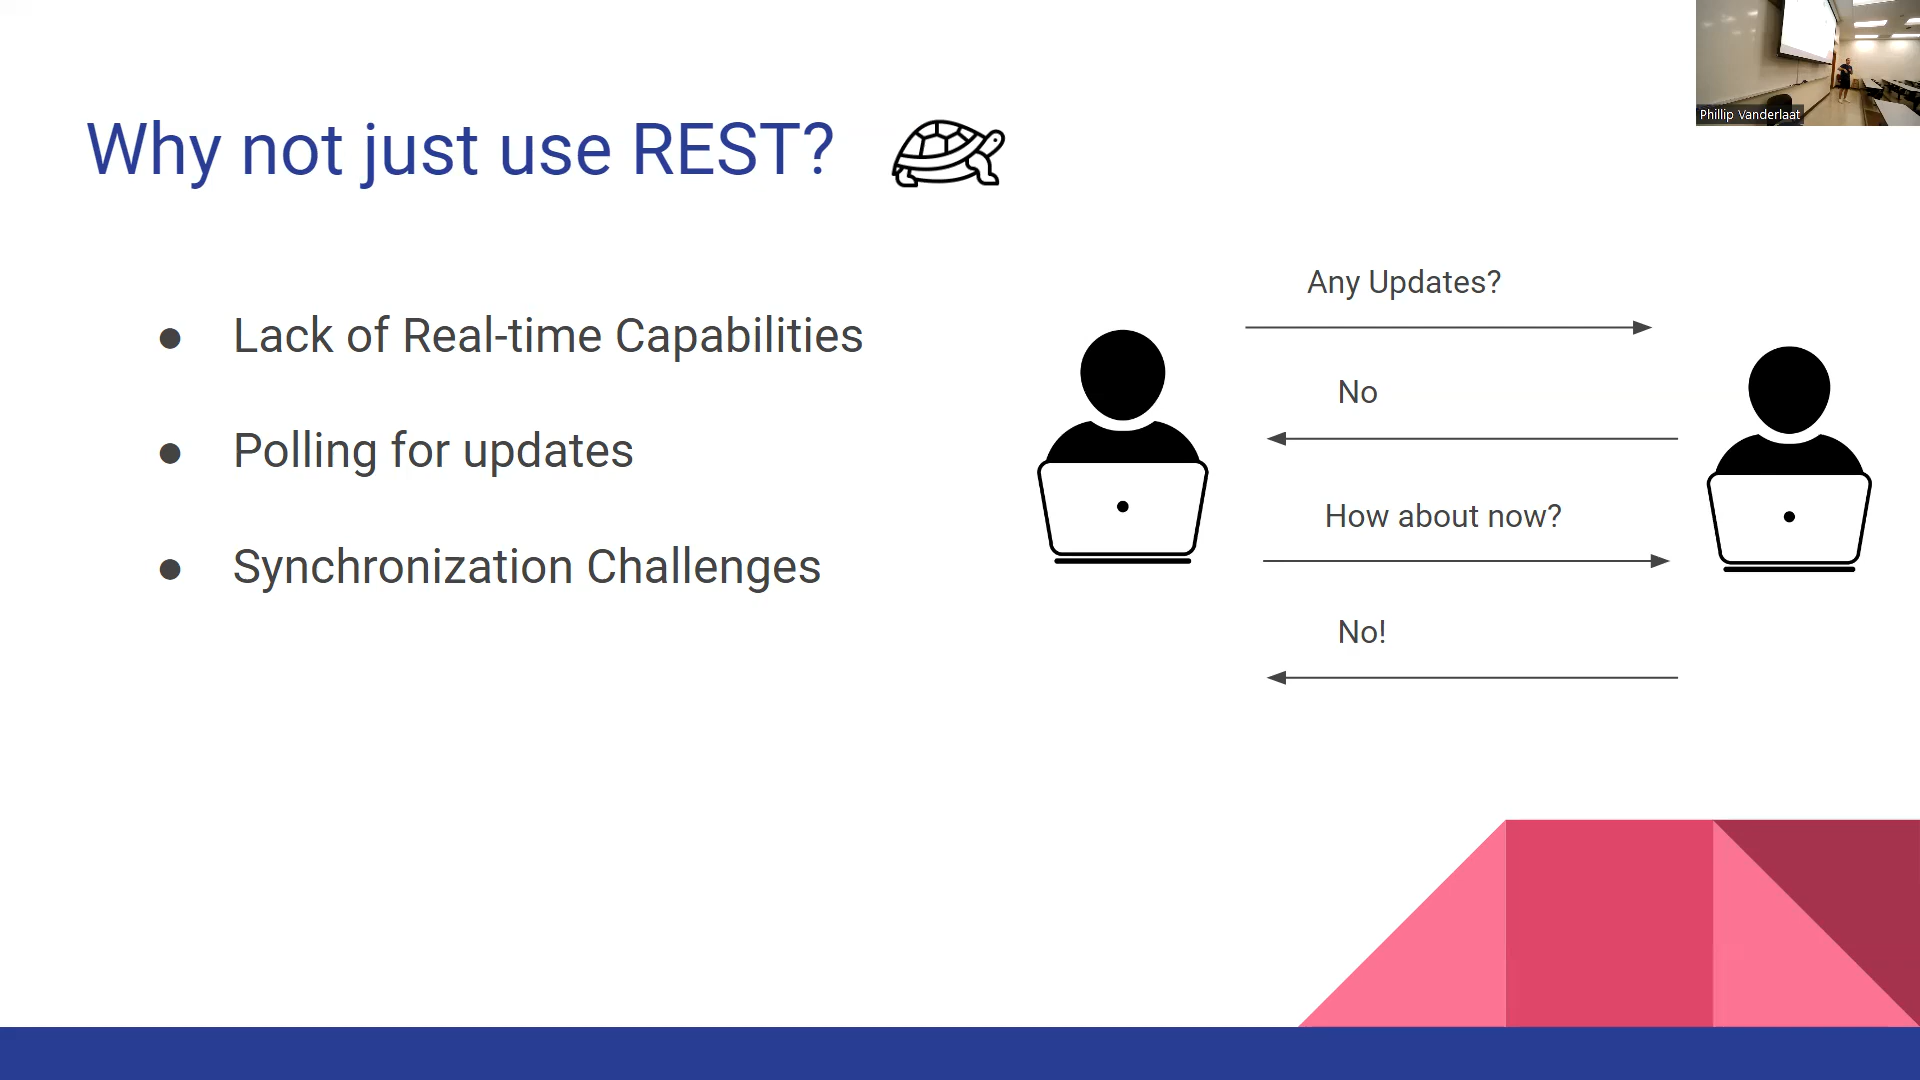 Phillip Vanderlaat
Why not just use REST?
● Lack of Real-time Capabilities
● Polling for updates
● Synchronization Challenges
Any Updates?
No
How about now?
No!